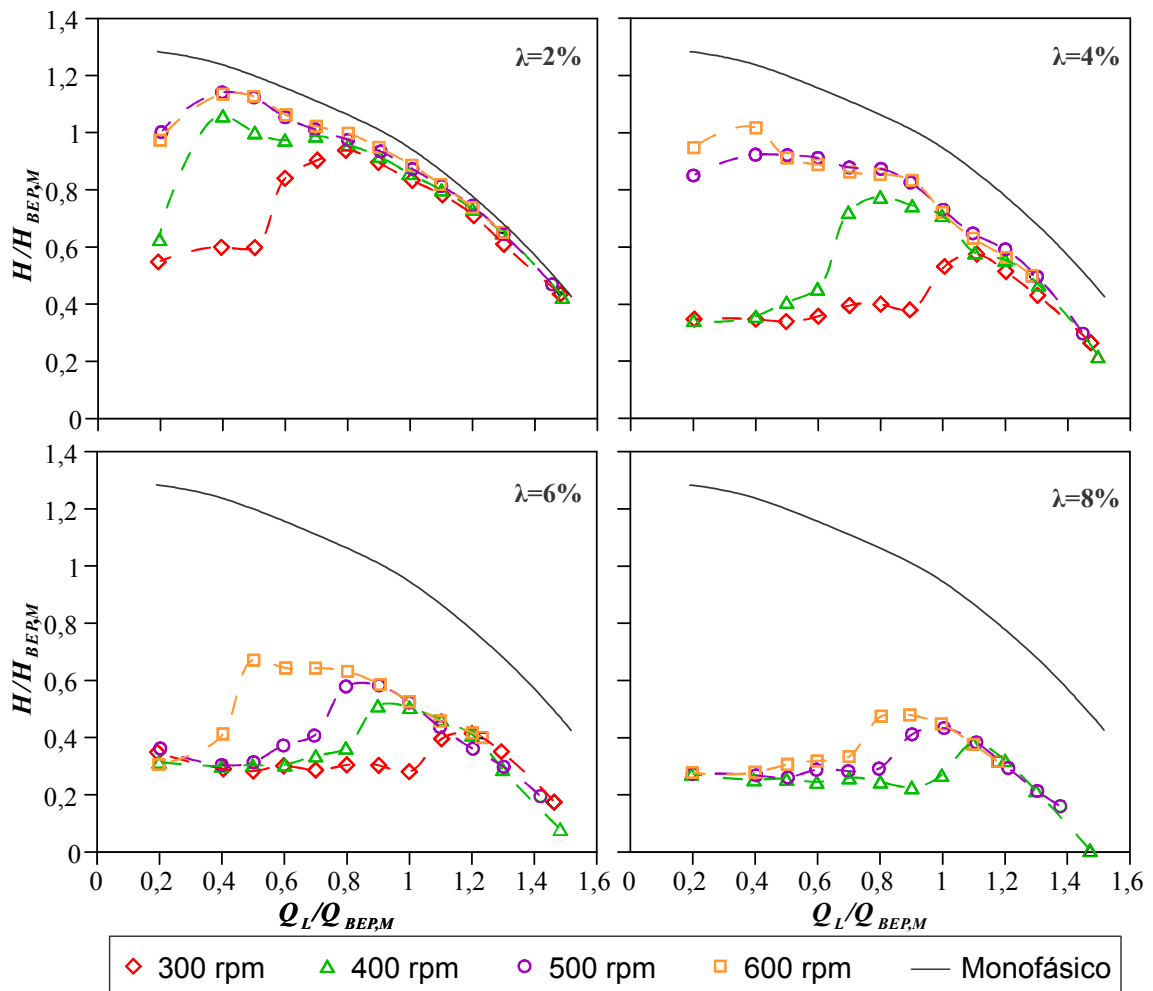 1,4
1,2
1
0,8
0,6
0,4
0,2
0
H/H BEP,M
λ=2%
λ=4%
1,4
1,2
1
0,8
0,6
0,4
0,2
0
H/H BEP,M
λ=6%
λ=8%
0 0,2 0,4 0,6 0,8 1 1,2 1,4 1,6
0 0,2 0,4 0,6 0,8 1 1,2 1,4 1,6
Q L/Q BEP,M
Q L/Q BEP,M
300 rpm 400 rpm 500 rpm 600 rpm Monofásico